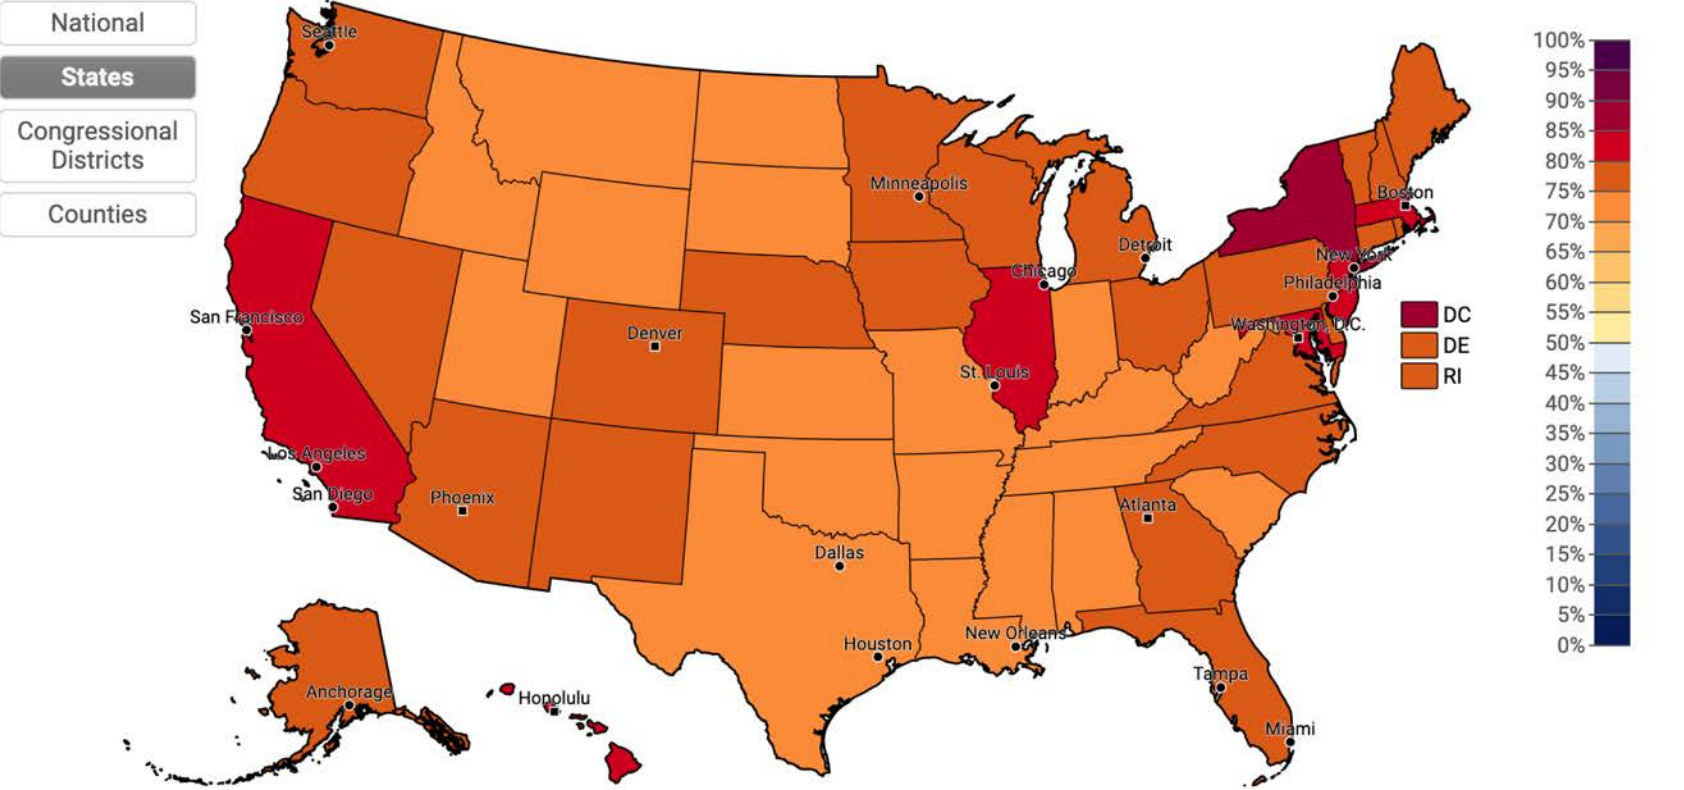 National
States
Congressional
Districts
Counties
Seattle
Minneapolis
Boston
Detroit
New York
Chicago
Philadelphia
San Francisco
Washington, D.C.
Denver
St. Louis
Los Angeles
San Diego
Phoenix
Atlanta
Dallas
New Orleans
Houston
Tampa
Anchorage
Honolulu
Miami
DC
DE
RI
100%
95%
90%
85%
80%
75%
70%
65%
60%
55%
50%
45%
40%
35%
30%
25%
20%
15%
10%
5%
0%